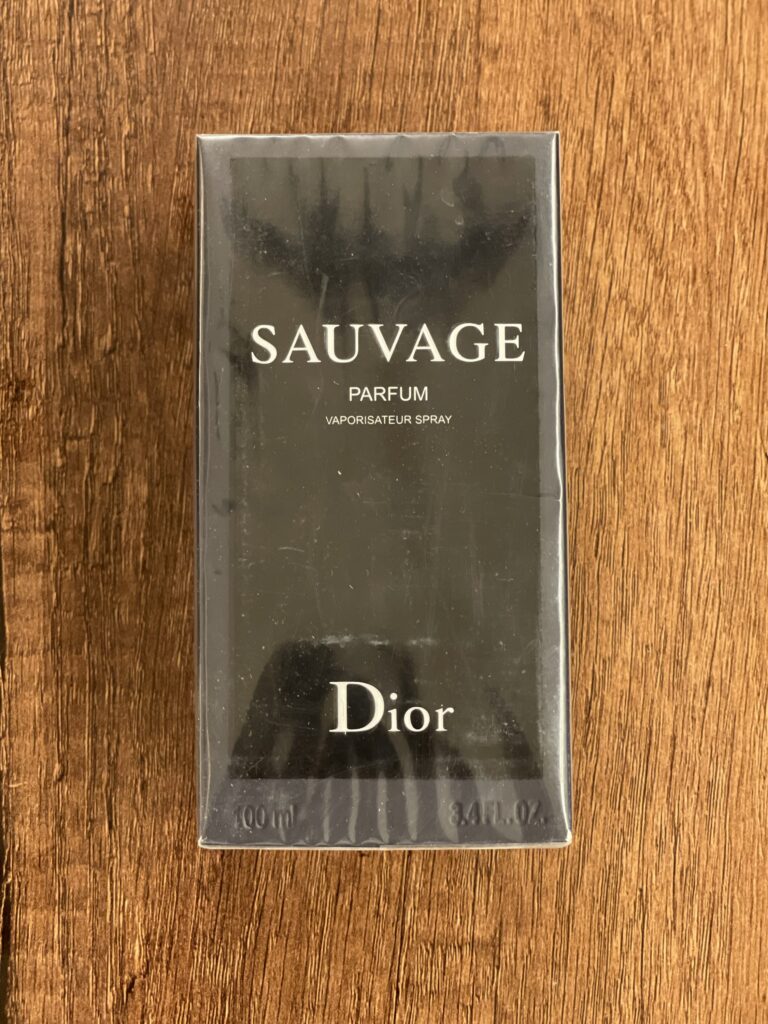 SAUVAGE
PARFUM
VAPORISATEUR SPRAY
Dior
100 ml 3.4 FL.OZ.